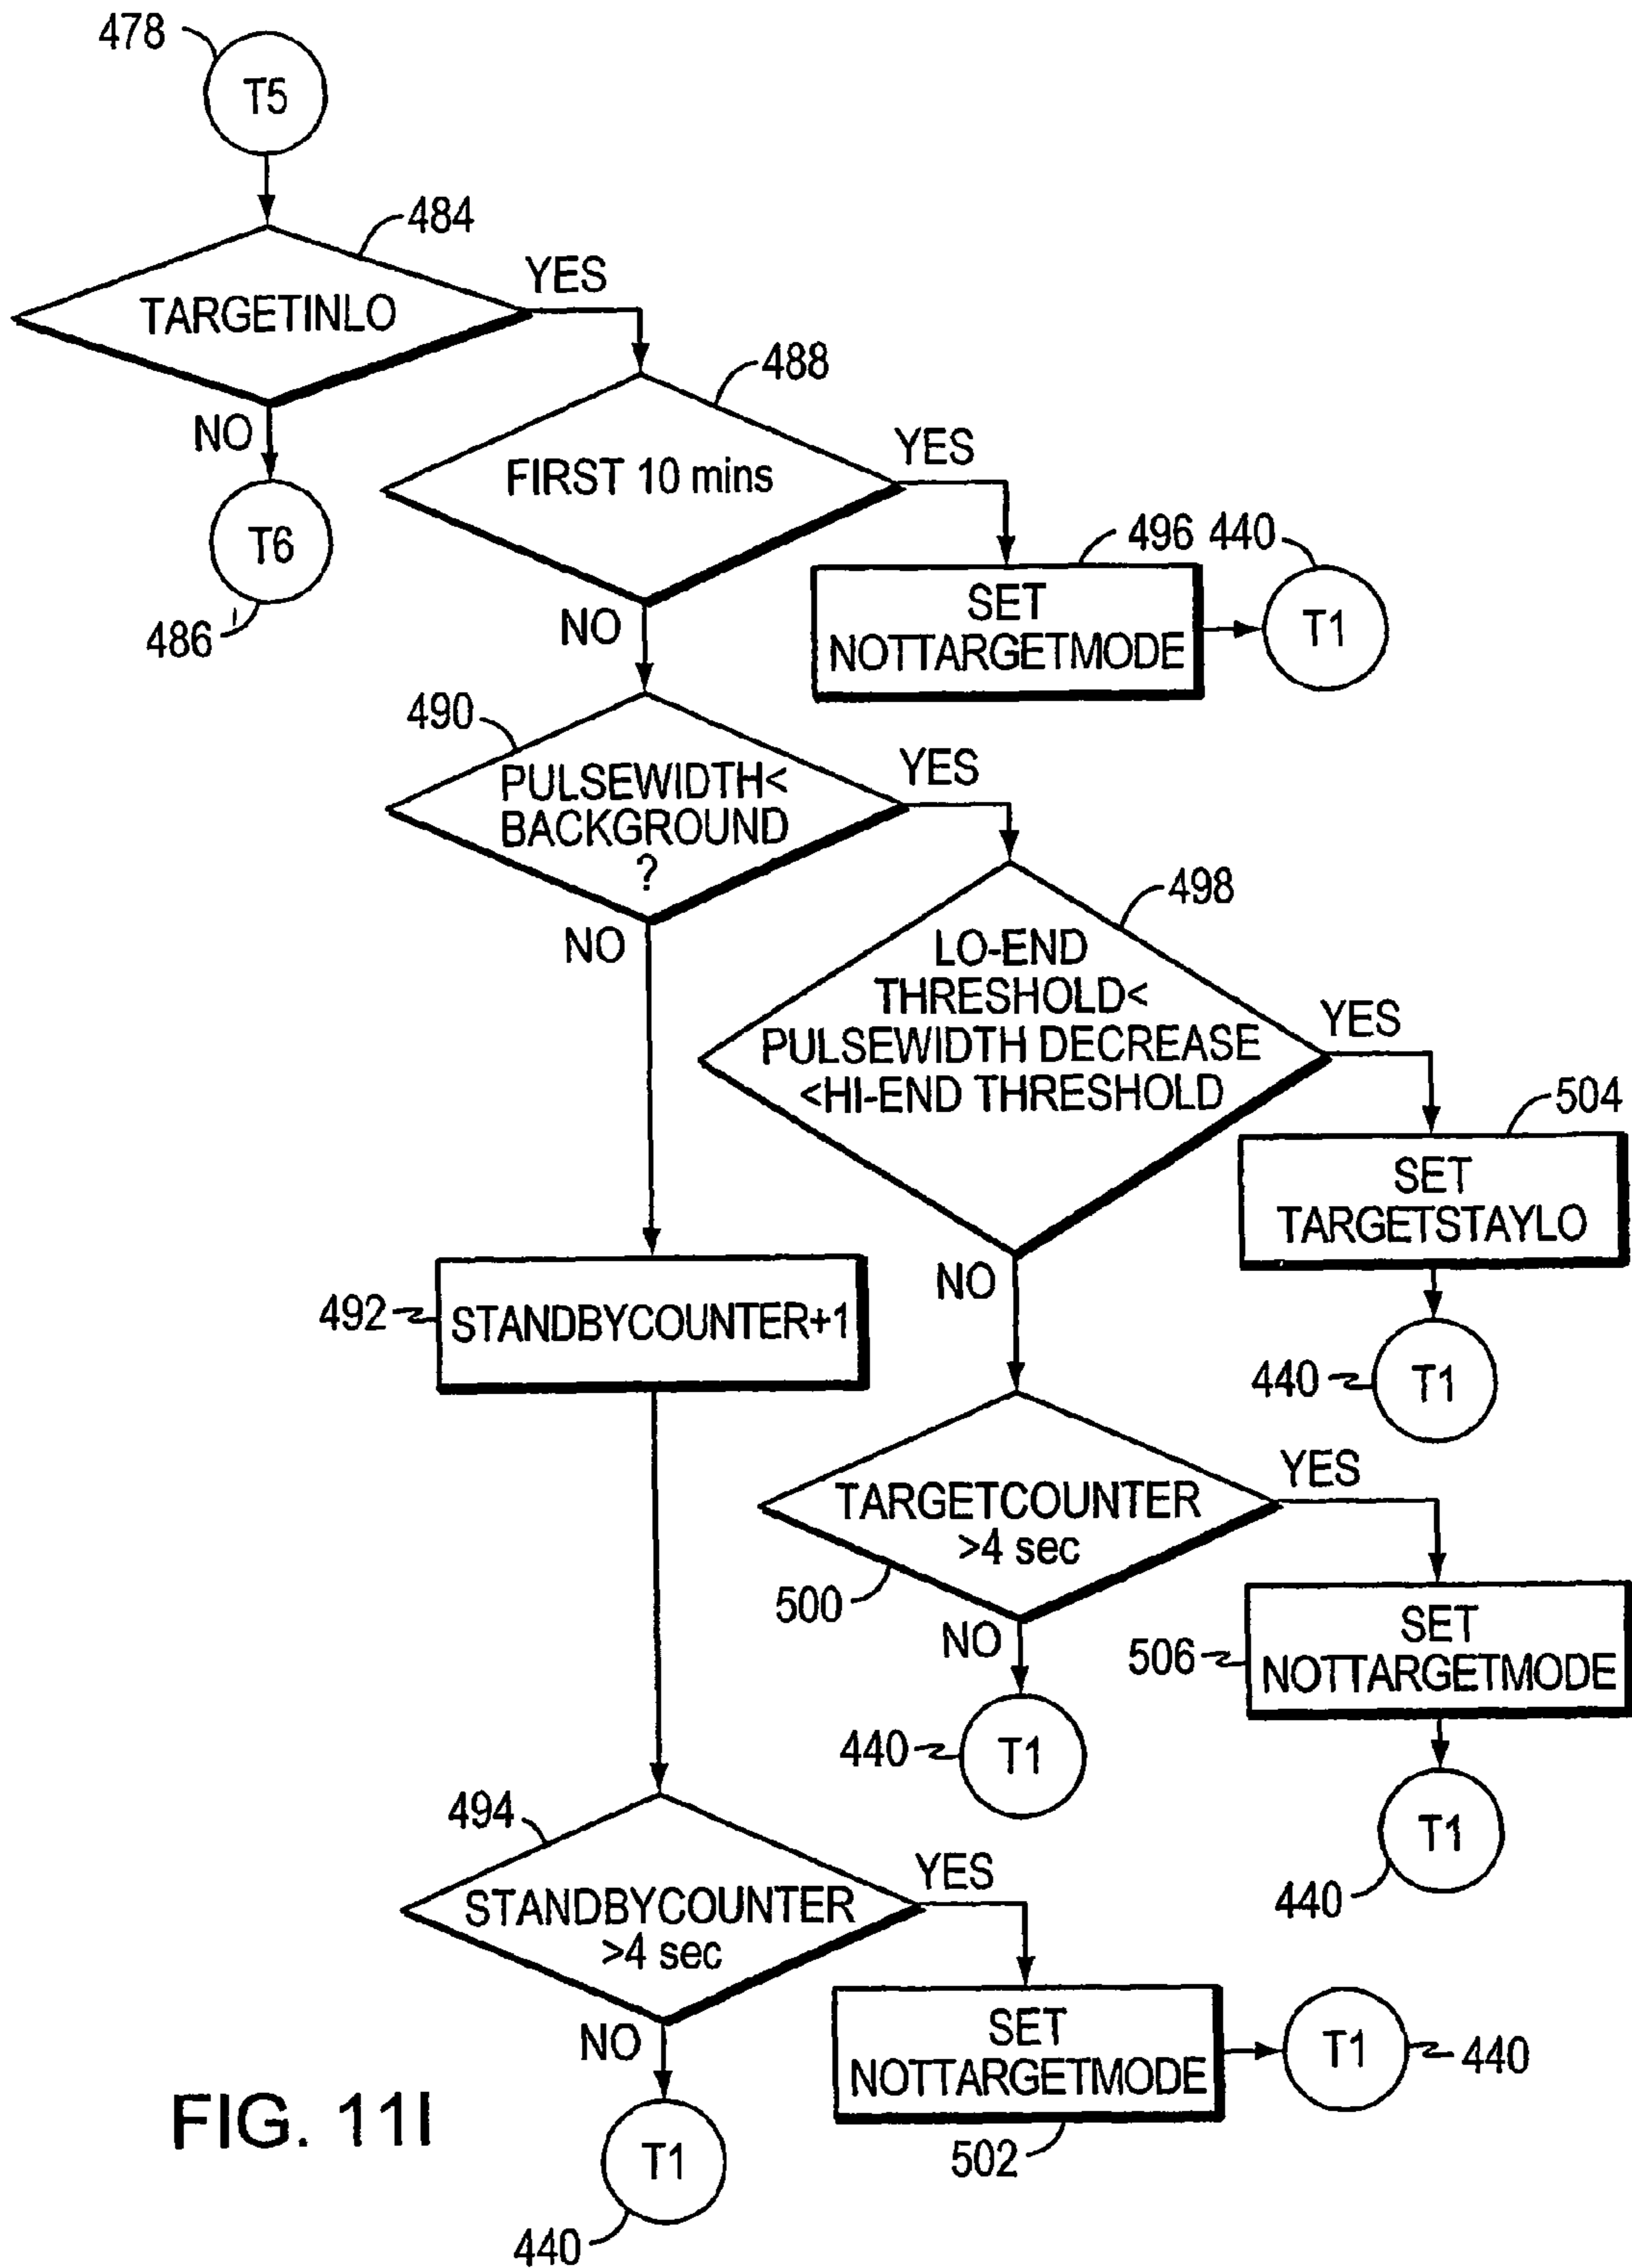 478
T5
484
YES
TARGETINLO
488
NO
YES
FIRST 10 mins
T6
496 440
486
NO
SET
NOTTARGETMODE
T1
490
YES
PULSEWIDTH<
BACKGROUND
?
498
NO
LO-END
THRESHOLD<
PULSEWIDTH DECREASE
<HI-END THRESHOLD
YES
504
SET
TARGETSTAYLO
NO
492
STANDBYCOUNTER+1
440
T1
YES
TARGETCOUNTER
>4 sec
500
NO
SET
NOTTARGETMODE
506
440
T1
494
T1
YES
440
STANDBYCOUNTER
>4 sec
NO
SET
NOTTARGETMODE
T1
440
FIG. 11I
502
T1
440